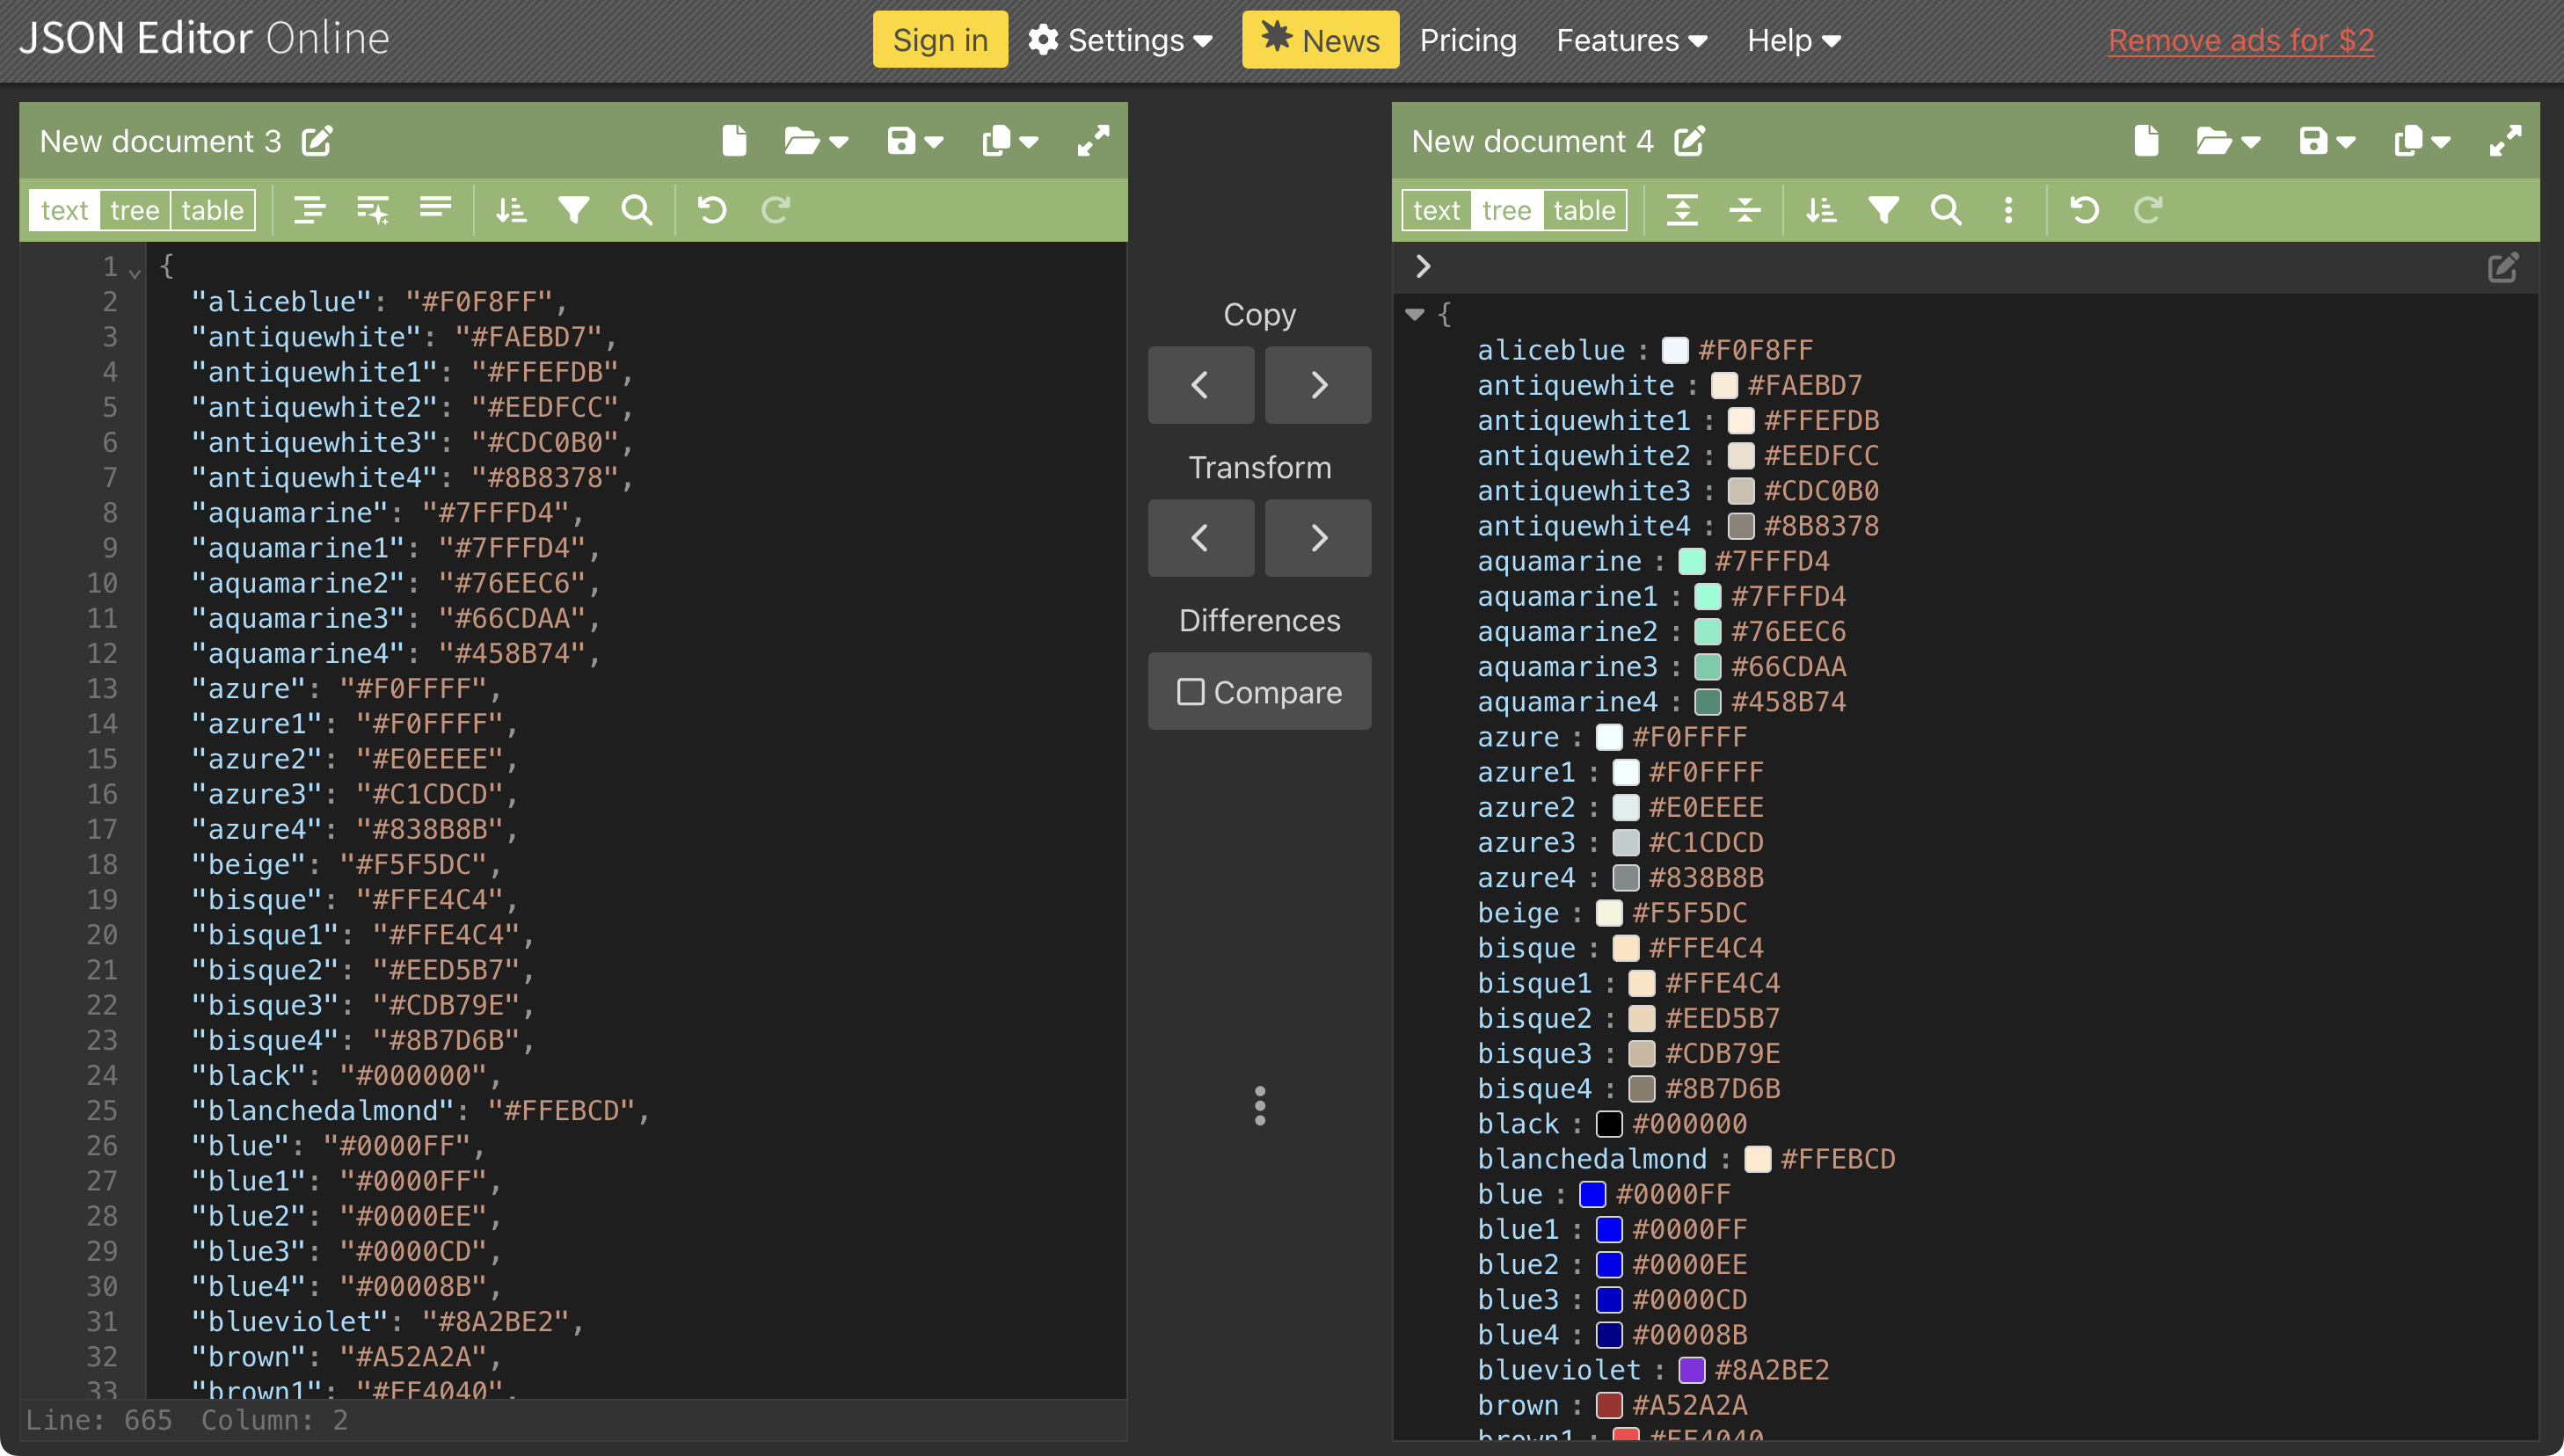 JSON Editor Online
Sign in
Settings
News
Pricing
Features
Help
Remove ads for $2
New document 3
text tree table
1 {
2 "aliceblue": "#F0F8FF",
3 "antiquewhite": "#FAEBD7",
4 "antiquewhite1": "#FFEFDB",
5 "antiquewhite2": "#EEDFCC",
6 "antiquewhite3": "#CDC0B0",
7 "antiquewhite4": "#8B8378",
8 "aquamarine": "#7FFFD4",
9 "aquamarine1": "#7FFFD4",
10 "aquamarine2": "#76EEC6",
11 "aquamarine3": "#66CDAA",
12 "aquamarine4": "#458B74",
13 "azure": "#F0FFFF",
14 "azure1": "#F0FFFF",
15 "azure2": "#E0EEEE",
16 "azure3": "#C1CDCD",
17 "azure4": "#838B8B",
18 "beige": "#F5F5DC",
19 "bisque": "#FFE4C4",
20 "bisque1": "#FFE4C4",
21 "bisque2": "#EED5B7",
22 "bisque3": "#CDB79E",
23 "bisque4": "#8B7D6B",
24 "black": "#000000",
25 "blanchedalmond": "#FFEBCD",
26 "blue": "#0000FF",
27 "blue1": "#0000FF",
28 "blue2": "#0000EE",
29 "blue3": "#0000CD",
30 "blue4": "#00008B",
31 "blueviolet": "#8A2BE2",
32 "brown": "#A52A2A",
33 "brown1": "#FF4040",
Line: 665 Column: 2
Copy
Transform
Differences
Compare
New document 4
text tree table
{
aliceblue : #F0F8FF
antiquewhite : #FAEBD7
antiquewhite1 : #FFEFDB
antiquewhite2 : #EEDFCC
antiquewhite3 : #CDC0B0
antiquewhite4 : #8B8378
aquamarine : #7FFFD4
aquamarine1 : #7FFFD4
aquamarine2 : #76EEC6
aquamarine3 : #66CDAA
aquamarine4 : #458B74
azure : #F0FFFF
azure1 : #F0FFFF
azure2 : #E0EEEE
azure3 : #C1CDCD
azure4 : #838B8B
beige : #F5F5DC
bisque : #FFE4C4
bisque1 : #FFE4C4
bisque2 : #EED5B7
bisque3 : #CDB79E
bisque4 : #8B7D6B
black : #000000
blanchedalmond : #FFEBCD
blue : #0000FF
blue1 : #0000FF
blue2 : #0000EE
blue3 : #0000CD
blue4 : #00008B
blueviolet : #8A2BE2
brown : #A52A2A
brown1 : #FF4040